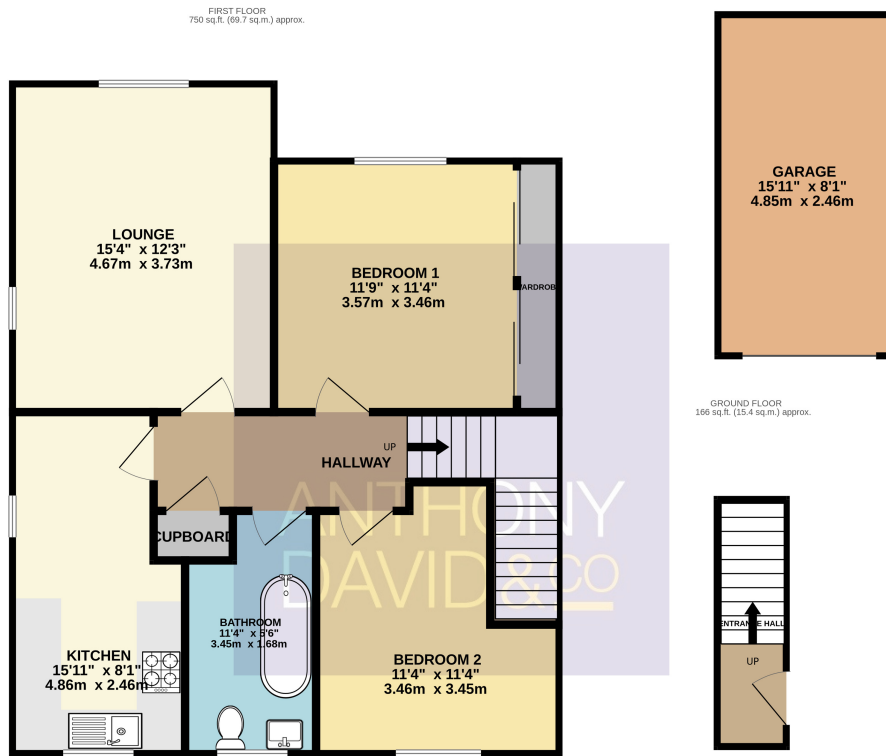 FIRST FLOOR
750 sq.ft. (69.7 sq.m.) approx.
LOUNGE
15'4" x 12'3"
4.67m x 3.73m
BEDROOM 1
11'9" x 11'4"
3.57m x 3.46m
WARDROBE
UP
HALLWAY
CUPBOARD
BATHROOM
11'4" x 5'6"
3.45m x 1.68m
KITCHEN
15'11" x 8'1"
4.86m x 2.46m
BEDROOM 2
11'4" x 11'4"
3.46m x 3.45m
ANTHONY
DAVID & CO
GARAGE
15'11" x 8'1"
4.85m x 2.46m
GROUND FLOOR
166 sq.ft. (15.4 sq.m.) approx.
ENTRANCE HALL
UP